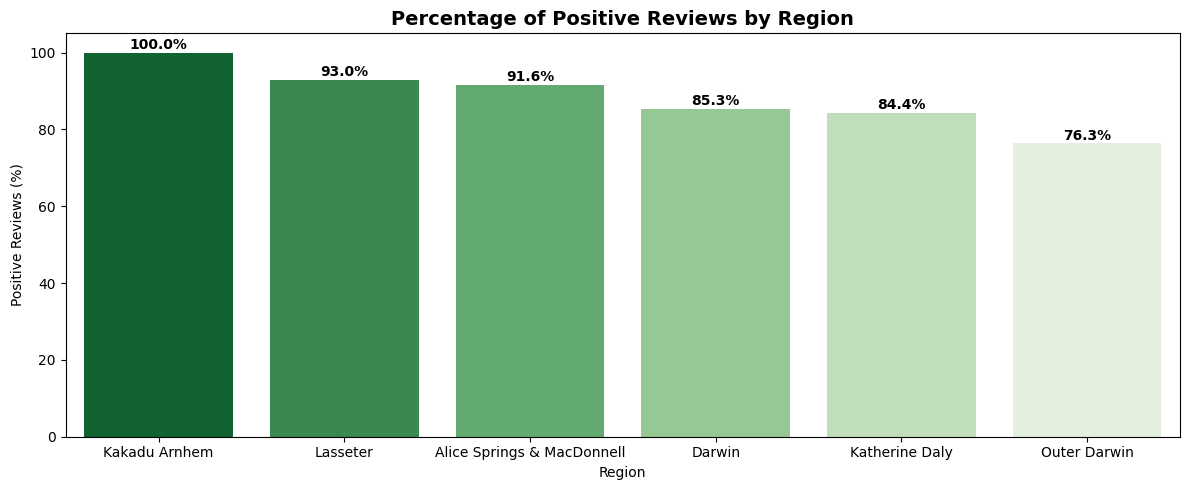 Percentage of Positive Reviews by Region
Positive Reviews (%)
100
80
60
40
20
0
100.0%
93.0%
91.6%
85.3%
84.4%
76.3%
Kakadu Arnhem
Lasseter
Alice Springs & MacDonnell
Darwin
Katherine Daly
Outer Darwin
Region